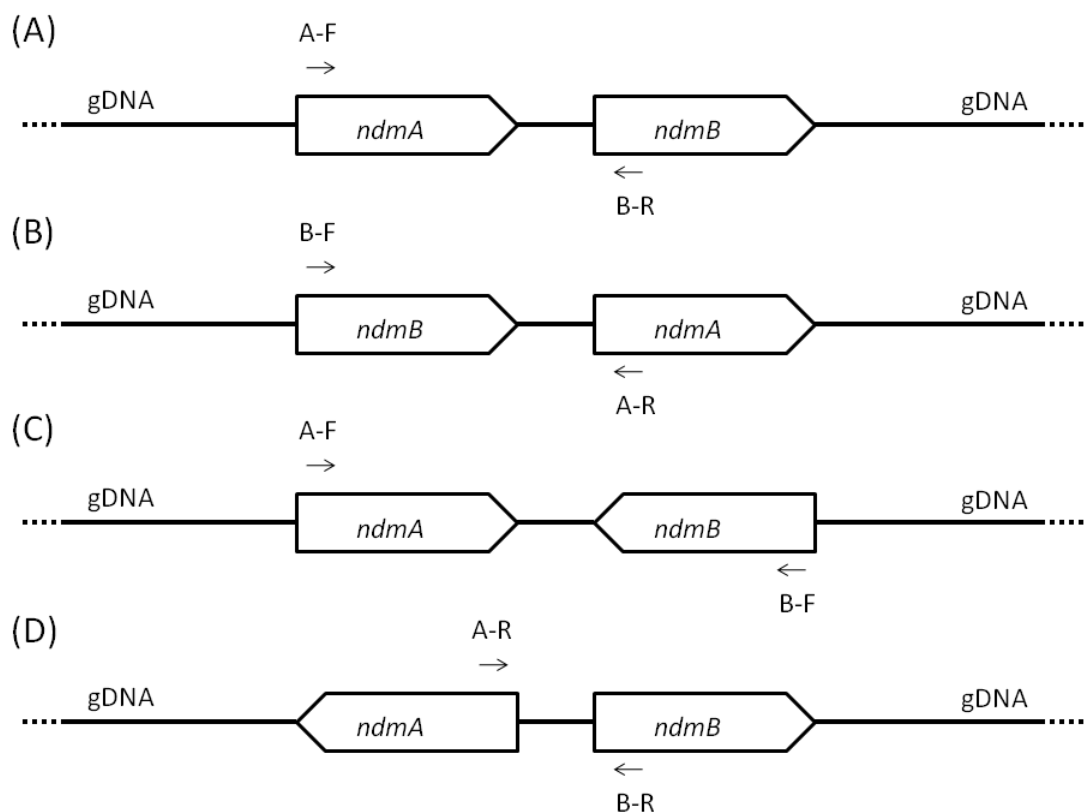 (A)
A-F
gDNA
gDNA
ndmA
ndmB
B-R
(B)
B-F
gDNA
gDNA
ndmB
ndmA
A-R
(C)
A-F
gDNA
gDNA
ndmA
ndmB
B-F
(D)
A-R
gDNA
gDNA
ndmA
ndmB
B-R